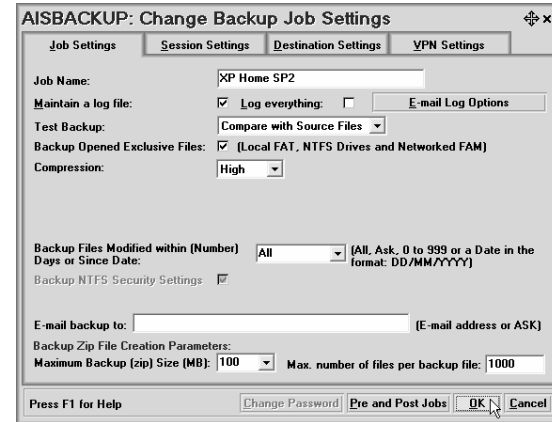 AISBACKUP: Change Backup Job Settings
Job Settings Session Settings Destination Settings VPN Settings
Job Name: XP Home SP2
Maintain a log file: Log everything: E-mail Log Options
Test Backup: Compare with Source Files
Backup Opened Exclusive Files: (Local FAT, NTFS Drives and Networked FAM)
Compression: High
Backup Files Modified within (Number) Days or Since Date: All (All, Ask, 0 to 999 or a Date in the format: DD/MM/YYYY)
Backup NTFS Security Settings
E-mail backup to: (E-mail address or ASK)
Backup Zip File Creation Parameters:
Maximum Backup (zip) Size (MB): 100 Max. number of files per backup file: 1000
Press F1 for Help Change Password Pre and Post Jobs OK Cancel